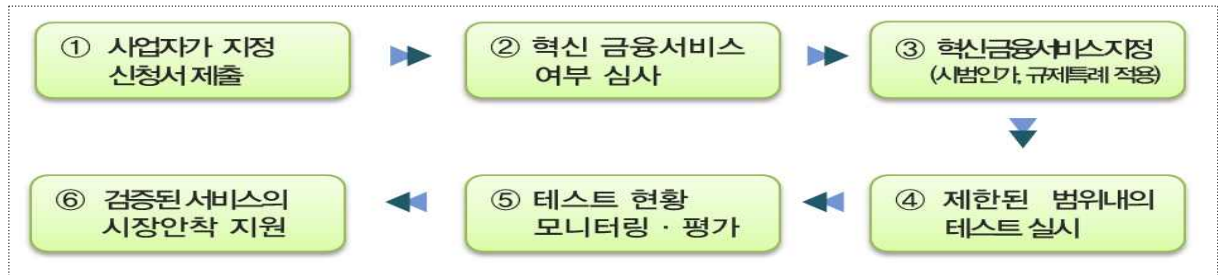 ① 사업자가 지정
신청서 제출
② 혁신 금융서비스
여부 심사
③ 혁신금융서비스지정
(시범인가, 규제특례 적용)
④ 제한된 범위내의
테스트 실시
⑤ 테스트 현황
모니터링 · 평가
⑥ 검증된 서비스의
시장안착 지원